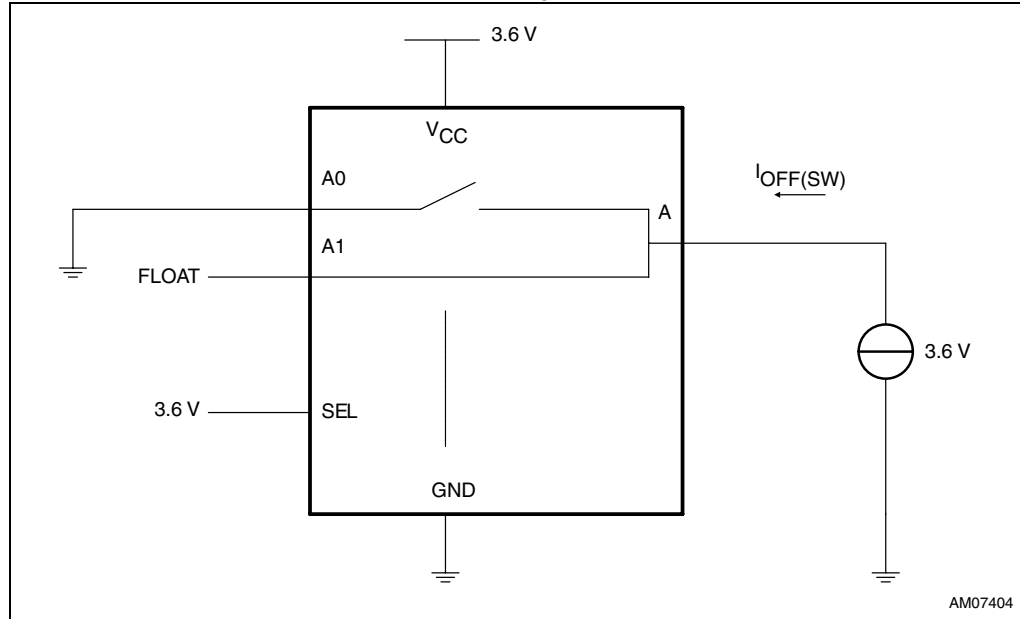 3.6 V
VCC
A0
IOFF(SW)
A
A1
FLOAT
3.6 V
3.6 V
SEL
GND
AM07404